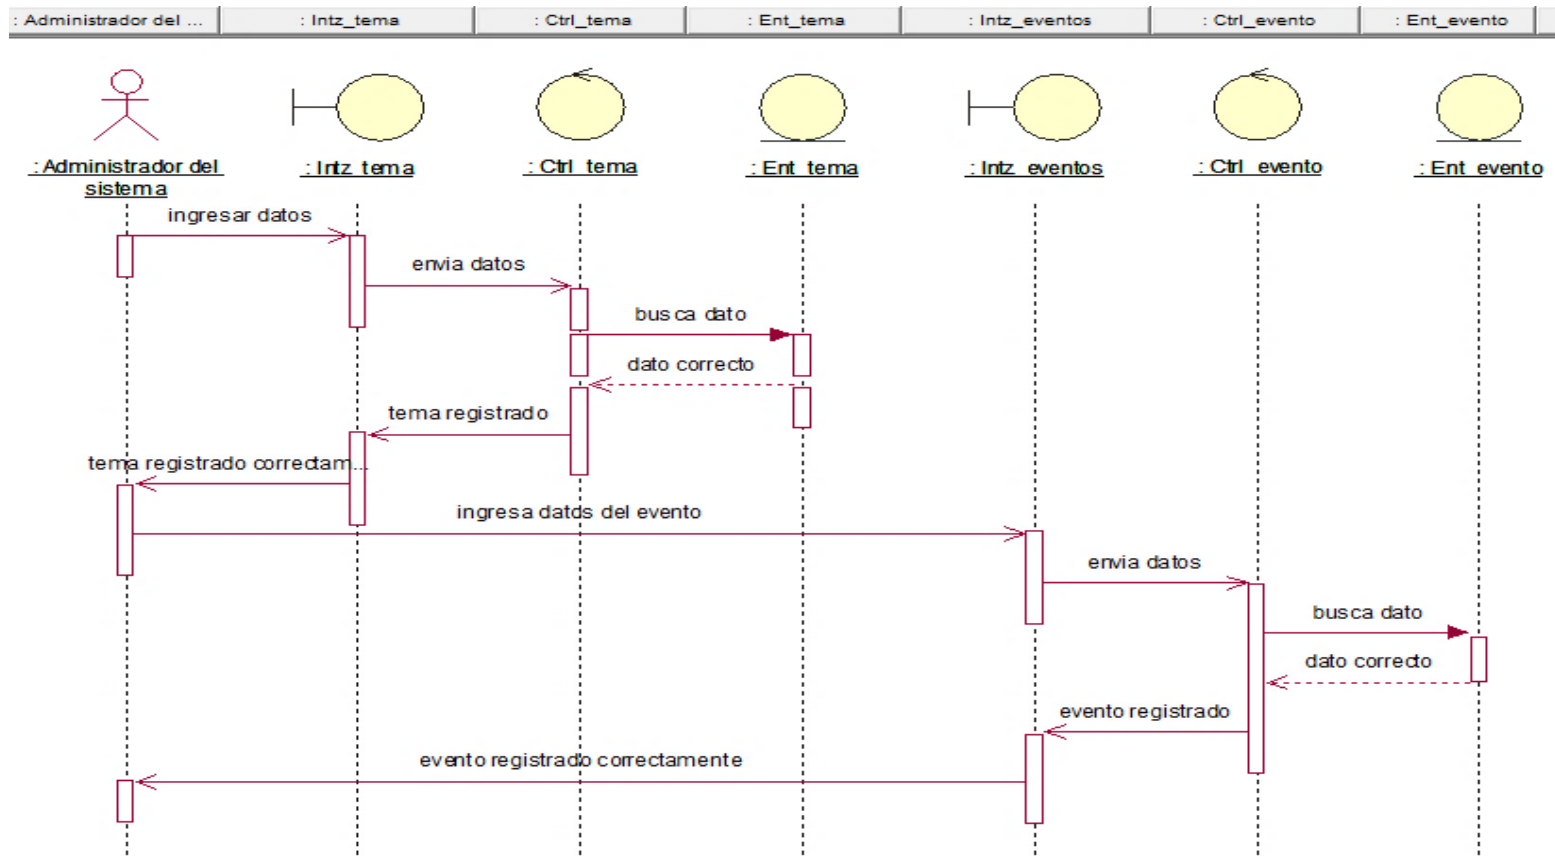 : Administrador del ...
: Intz_tema
: Ctrl_tema
: Ent_tema
: Intz_eventos
: Ctrl_evento
: Ent_evento
: Administrador del
sistema
: Intz_tema
: Ctrl_tema
: Ent_tema
: Intz_eventos
: Ctrl_evento
: Ent_evento
ingresar datos
envia datos
busca dato
dato correcto
tema registrado
tema registrado correctam...
ingresa datos del evento
envia datos
busca dato
dato correcto
evento registrado
evento registrado correctamente